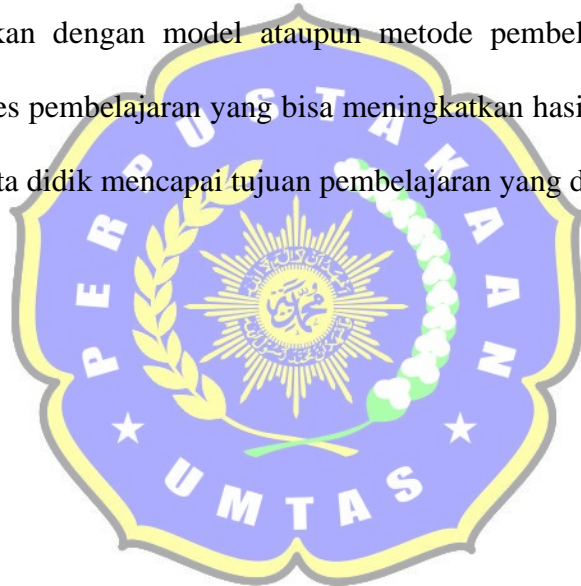 kan dengan model ataupun metode pembel
es pembelajaran yang bisa meningkatkan hasi
ta didik mencapai tujuan pembelajaran yang d
PERPUSTAKAAN
UMTAS